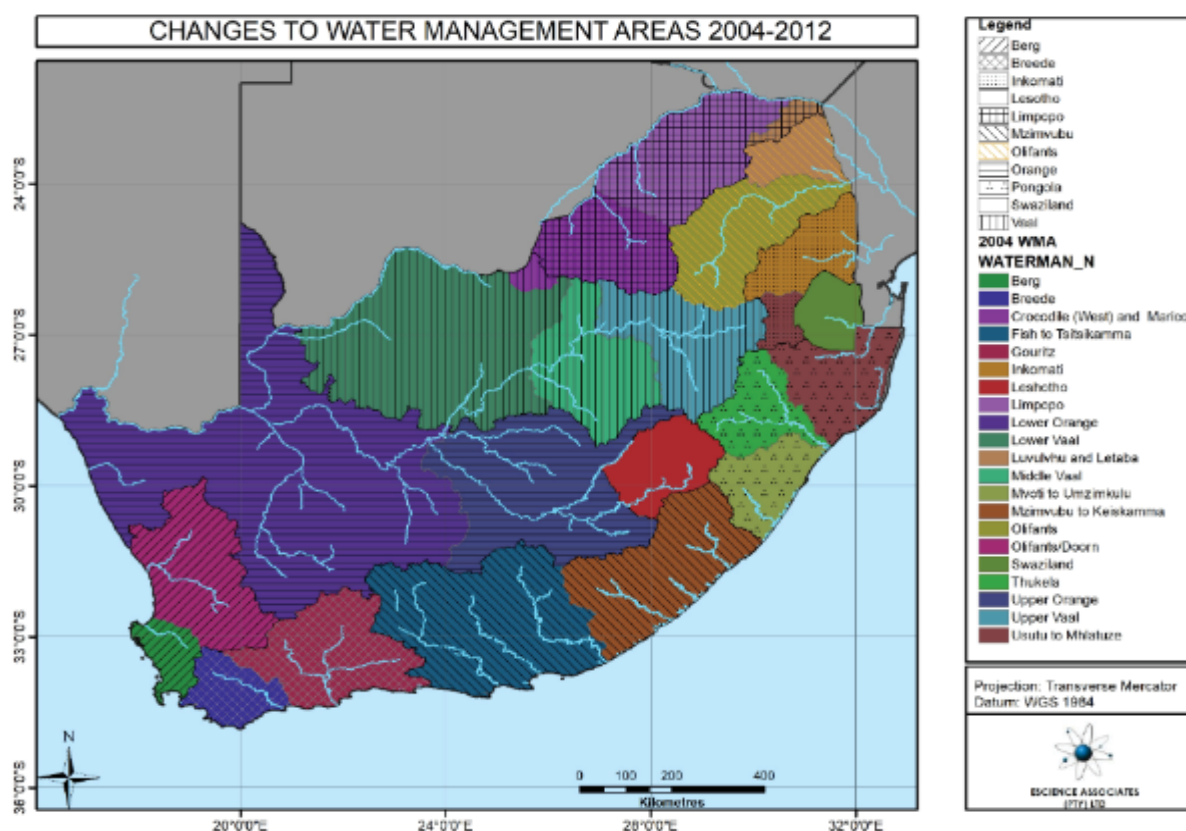 CHANGES TO WATER MANAGEMENT AREAS 2004-2012
24°0'0"S
27°0'0"S
30°0'0"S
33°0'0"S
36°0'0"S
N
0 100 200 400
Kilometres
20°0'0"E 24°0'0"E 28°0'0"E 32°0'0"E
Legend
Berg
Breede
Inkomati
Lesotho
Limpopo
Mzimvubu
Olifants
Orange
Pongola
Swaziland
Vaal
2004 WMA
WATERMAN_N
Berg
Breede
Crocodile (West) and Marico
Fish to Tsitsikamma
Gouritz
Inkomati
Leshotho
Limpopo
Lower Orange
Lower Vaal
Luvulvhu and Letaba
Middle Vaal
Mvoti to Umzimkulu
Mzimvubu to Keiskamma
Olifants
Olifants/Doorn
Swaziland
Thukela
Upper Orange
Upper Vaal
Usutu to Mhlatuze
Projection: Transverse Mercator
Datum: WGS 1984
ESCIENCE ASSOCIATES
(PTY) LTD